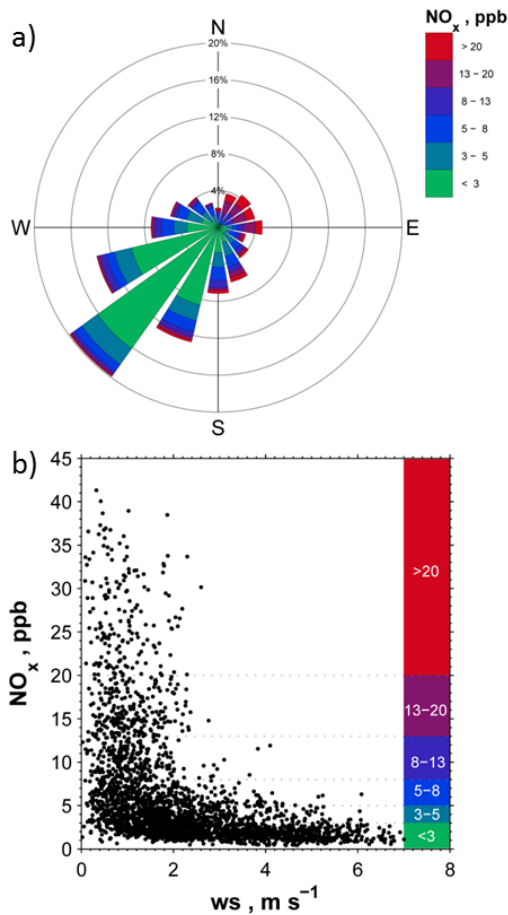 a)
NOx , ppb
> 20
13 − 20
8 − 13
5 − 8
3 − 5
< 3
N
20%
16%
12%
8%
4%
W
E
S
b)
45
40
35
30
25
20
15
10
5
0
NOx, ppb
>20
13−20
8−13
5−8
3−5
<3
0 2 4 6 8
ws , m s⁻¹